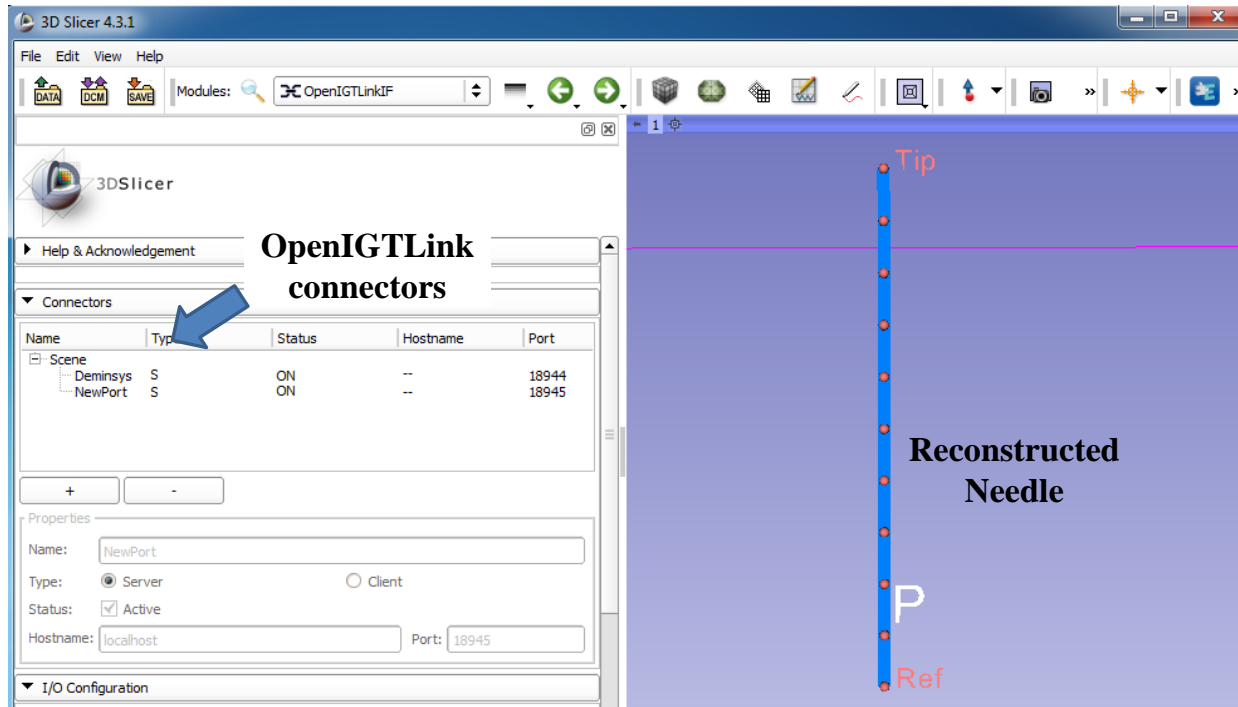 3D Slicer 4.3.1
File Edit View Help
DATA DCM SAVE Modules: OpenIGTLinkIF »
1
3DSlicer
Help & Acknowledgement
OpenIGTLink
connectors
Connectors
Name Typ Status Hostname Port
Scene
Deminsys S ON -- 18944
NewPort S ON -- 18945
+ -
Properties
Name: NewPort
Type: Server Client
Status: Active
Hostname: localhost Port: 18945
I/O Configuration
Tip
Reconstructed
Needle
P
Ref